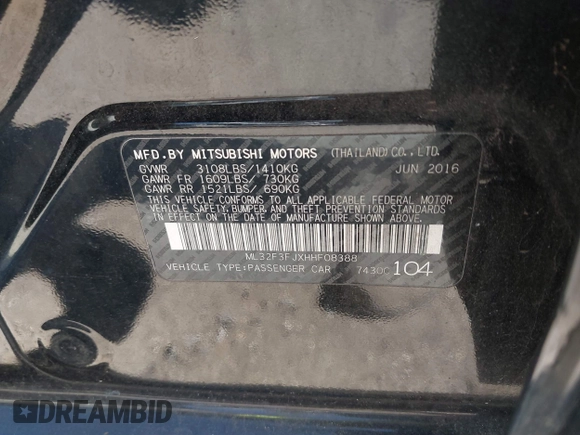 MFD.BY MITSUBISHI MOTORS (THAILAND)CO.,LTD.
GVWR 3108LBS/1410KG JUN 2016
GAWR FR 1609LBS/ 730KG
GAWR RR 1521LBS/ 690KG
THIS VEHICLE CONFORMS TO ALL APPLICABLE FEDERAL MOTOR
VEHICLE SAFETY, BUMPER, AND THEFT PREVENTION STANDARDS
IN EFFECT ON THE DATE OF MANUFACTURE SHOWN ABOVE.
ML32F3FJXHHF08388
VEHICLE TYPE:PASSENGER CAR 7430C 104
DREAMBID